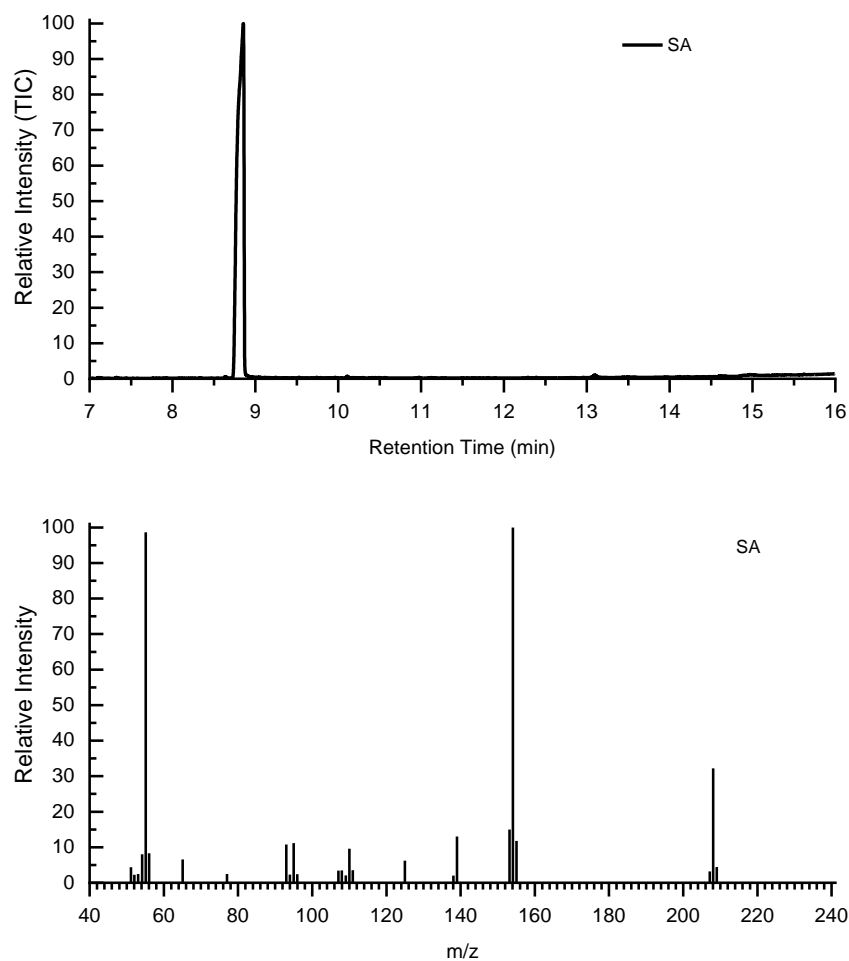 100
90
80
70
60
50
40
30
20
10
0
Relative Intensity (TIC)
SA
7 8 9 10 11 12 13 14 15 16
Retention Time (min)
100
90
80
70
60
50
40
30
20
10
0
Relative Intensity
SA
40 60 80 100 120 140 160 180 200 220 240
m/z